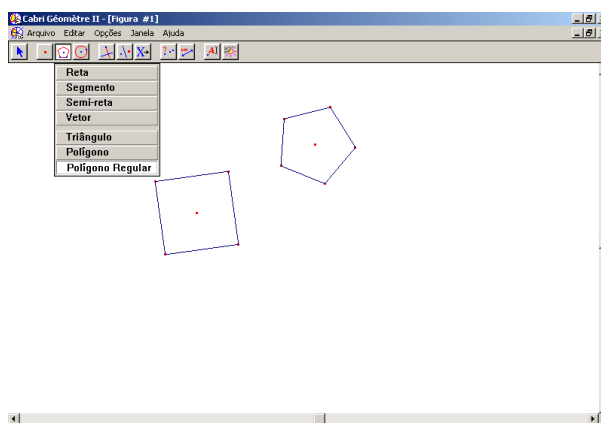 Cabri Géomètre II - [Figura #1]
Arquivo Editar Opções Janela Ajuda
Reta
Segmento
Semi-reta
Vetor
Triângulo
Polígono
Polígono Regular